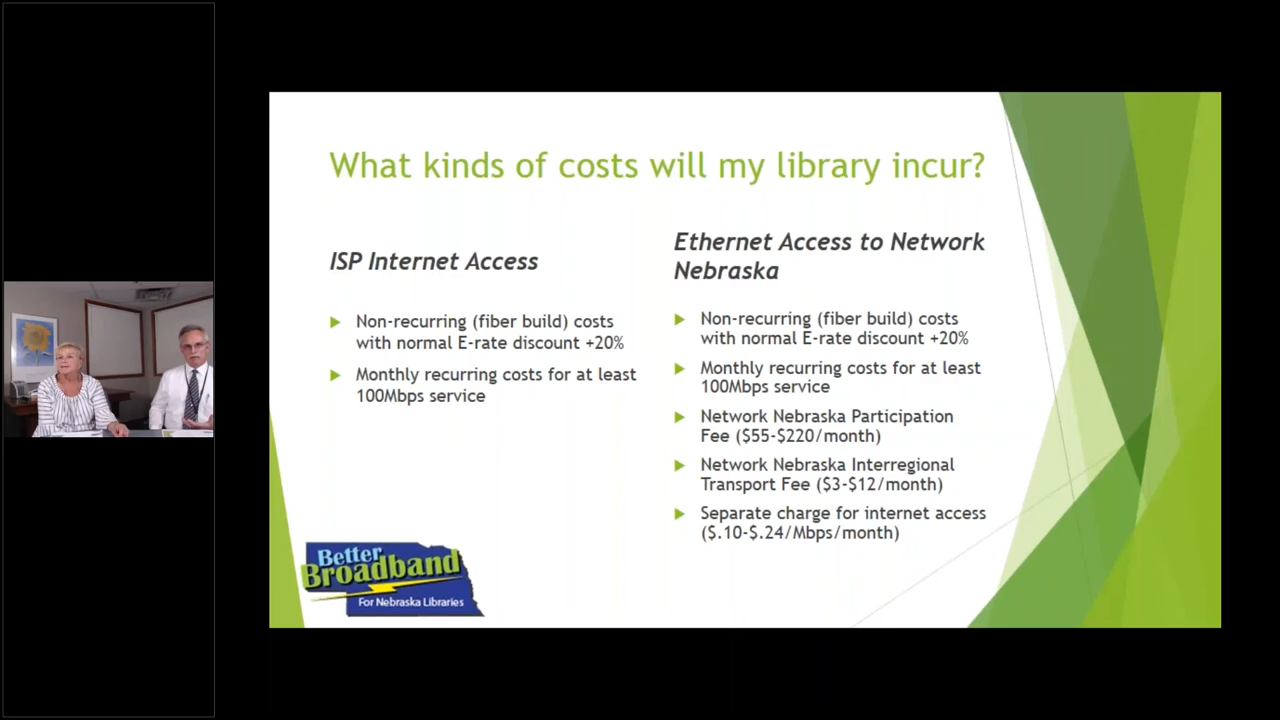 What kinds of costs will my library incur?
ISP Internet Access
Non-recurring (fiber build) costs
with normal E-rate discount +20%
Monthly recurring costs for at least
100Mbps service
Ethernet Access to Network
Nebraska
Non-recurring (fiber build) costs
with normal E-rate discount +20%
Monthly recurring costs for at least
100Mbps service
Network Nebraska Participation
Fee ($55-$220/month)
Network Nebraska Interregional
Transport Fee ($3-$12/month)
Separate charge for internet access
($.10-$.24/Mbps/month)
Better
Broadband
For Nebraska Libraries